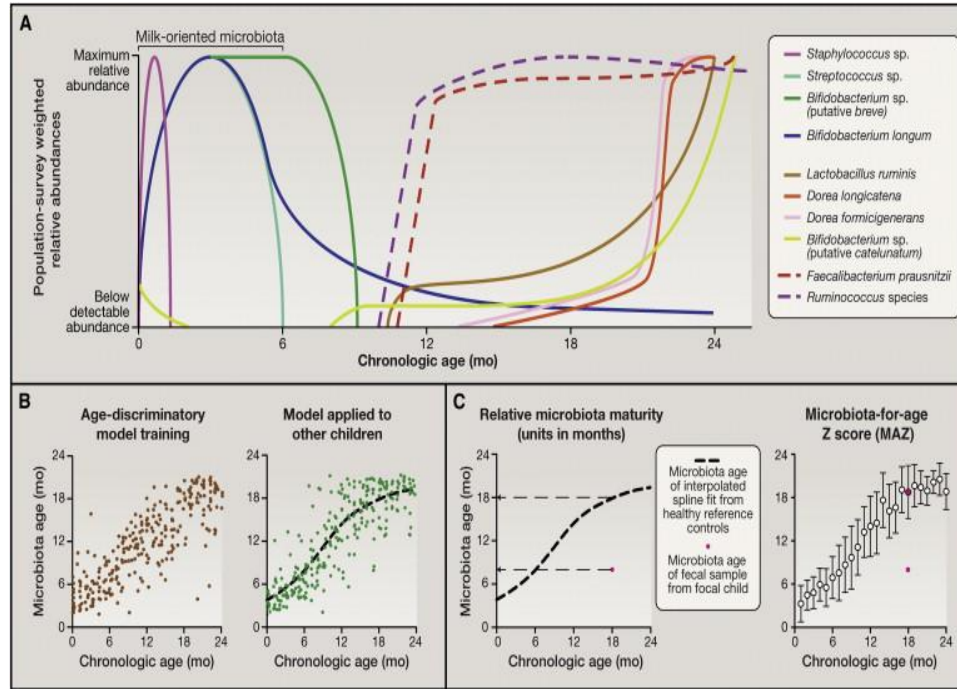 A
Milk-oriented microbiota
Maximum
relative
abundance
Population-survey weighted
relative abundances
Below
detectable
abundance
0
6
12
18
24
Chronologic age (mo)
Staphylococcus sp.
Streptococcus sp.
Bifidobacterium sp.
(putative breve)
Bifidobacterium longum
Lactobacillus ruminis
Dorea longicatena
Dorea formicigenerans
Bifidobacterium sp.
(putative catelunatum)
Faecalibacterium prausnitzii
Ruminococcus species
B
Age-discriminatory
model training
Microbiota age (mo)
24
18
12
6
0
0 6 12 18 24
Chronologic age (mo)
Model applied to
other children
24
18
12
6
0
0 6 12 18 24
Chronologic age (mo)
C
Relative microbiota maturity
(units in months)
Microbiota age (mo)
24
18
12
6
0
0 6 12 18 24
Chronologic age (mo)
Microbiota age
of interpolated
spline fit from
healthy reference
controls
Microbiota age
of fecal sample
from focal child
Microbiota-for-age
Z score (MAZ)
24
18
12
6
0
0 6 12 18 24
Chronologic age (mo)